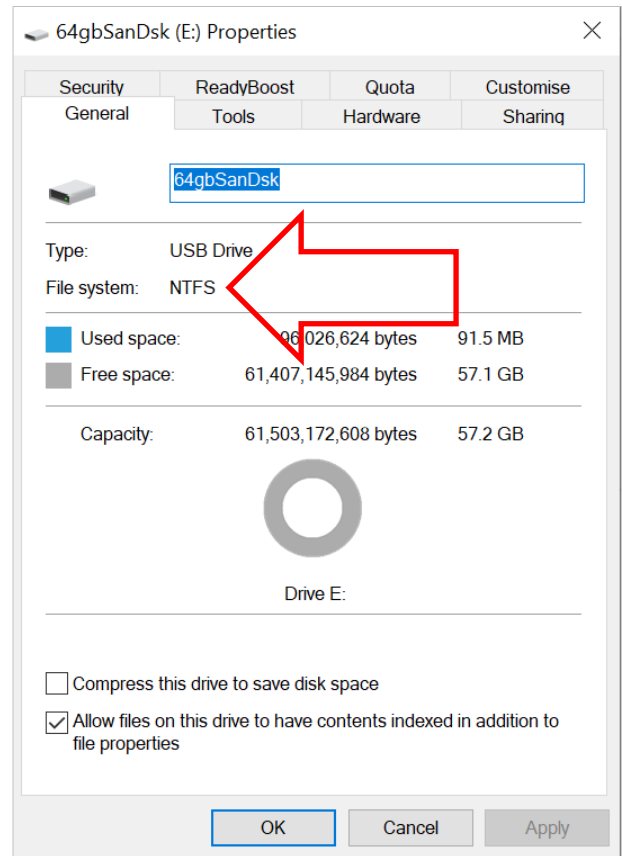 64gbSanDsk (E:) Properties
Security ReadyBoost Quota Customise
General Tools Hardware Sharing
64gbSanDsk
Type: USB Drive
File system: NTFS
Used space: 96,026,624 bytes 91.5 MB
Free space: 61,407,145,984 bytes 57.1 GB
Capacity: 61,503,172,608 bytes 57.2 GB
Drive E:
Compress this drive to save disk space
Allow files on this drive to have contents indexed in addition to
file properties
OK Cancel Apply